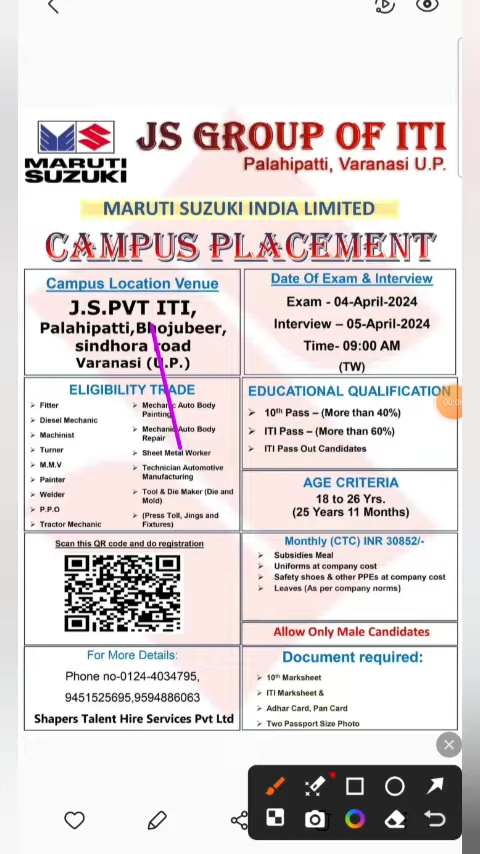 JS GROUP OF ITI
Palahipatti, Varanasi U.P.
MARUTI
SUZUKI
MARUTI SUZUKI INDIA LIMITED
CAMPUS PLACEMENT
Campus Location Venue
J.S.PVT ITI,
Palahipatti,Bhojubeer,
sindhora road
Varanasi (U.P.)
Date Of Exam & Interview
Exam - 04-April-2024
Interview – 05-April-2024
Time- 09:00 AM
(TW)
ELIGIBILITY TRADE
Fitter
Diesel Mechanic
Machinist
Turner
M.M.V
Painter
Welder
P.P.O
Tractor Mechanic
Mechanic Auto Body
Painting
Mechanic Auto Body
Repair
Sheet Metal Worker
Technician Automotive
Manufacturing
Tool & Die Maker (Die and
Mold)
(Press Toll, Jings and
Fixtures)
EDUCATIONAL QUALIFICATION
10th Pass – (More than 40%)
ITI Pass – (More than 60%)
ITI Pass Out Candidates
AGE CRITERIA
18 to 26 Yrs.
(25 Years 11 Months)
Scan this QR code and do registration
Monthly (CTC) INR 30852/-
Subsidies Meal
Uniforms at company cost
Safety shoes & other PPEs at company cost
Leaves (As per company norms)
Allow Only Male Candidates
For More Details:
Phone no-0124-4034795,
9451525695,9594886063
Shapers Talent Hire Services Pvt Ltd
Document required:
10th Marksheet
ITI Marksheet &
Adhar Card, Pan Card
Two Passport Size Photo